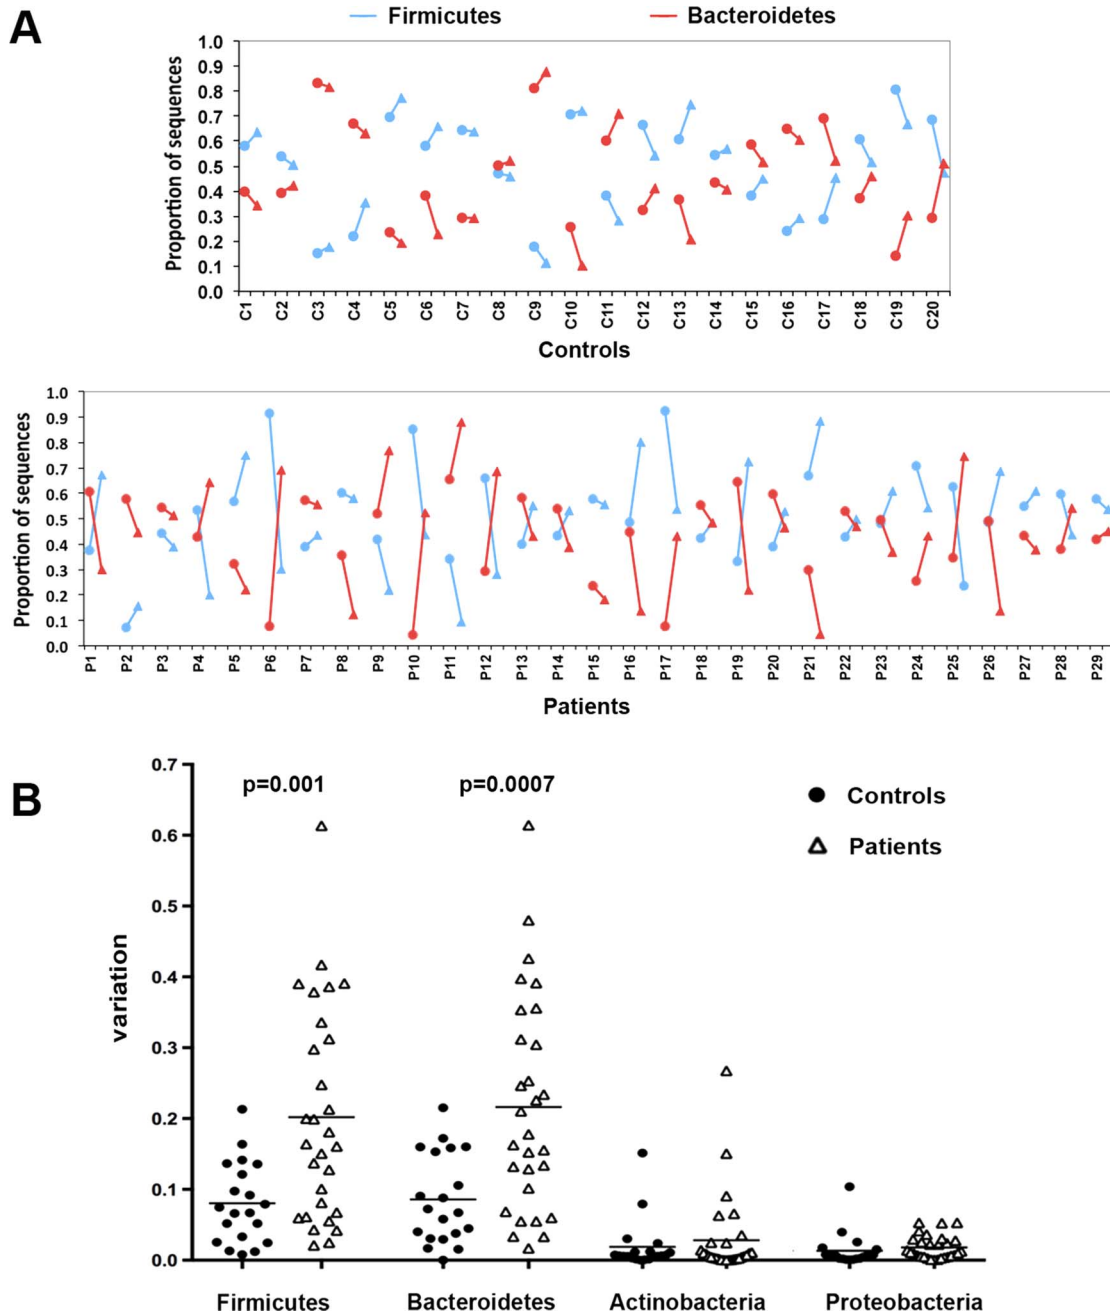 A
Firmicutes
Bacteroidetes
Proportion of sequences
1.0
0.9
0.8
0.7
0.6
0.5
0.4
0.3
0.2
0.1
0.0
C1 C2 C3 C4 C5 C6 C7 C8 C9 C10 C11 C12 C13 C14 C15 C16 C17 C18 C19 C20
Controls
Proportion of sequences
1.0
0.9
0.8
0.7
0.6
0.5
0.4
0.3
0.2
0.1
0.0
P1 P2 P3 P4 P5 P6 P7 P8 P9 P10 P11 P12 P13 P14 P15 P16 P17 P18 P19 P20 P21 P22 P23 P24 P25 P26 P27 P28 P29
Patients
B
p=0.001
p=0.0007
Controls
Patients
variation
0.7
0.6
0.5
0.4
0.3
0.2
0.1
0.0
Firmicutes Bacteroidetes Actinobacteria Proteobacteria